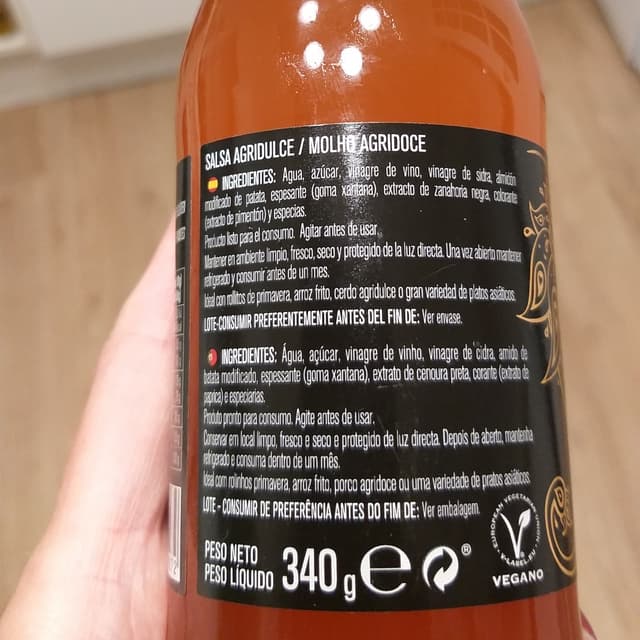 SALSA AGRIDULCE / MOLHO AGRIDOCE
INGREDIENTES: Agua, azúcar, vinagre de vino, vinagre de sidra, almidón
modificado de patata, espesante (goma xantana), extracto de zanahoria negra, colorante
(extracto de pimentón) y especias.
Producto listo para el consumo. Agitar antes de usar.
Mantener en ambiente limpio, fresco, seco y protegido de la luz directa. Una vez abierto mantener
refrigerado y consumir antes de un mes.
Ideal con rollitos de primavera, arroz frito, cerdo agridulce o gran variedad de platos asiáticos.
LOTE-CONSUMIR PREFERENTEMENTE ANTES DEL FIN DE: Ver envase.
INGREDIENTES: Água, açúcar, vinagre de vinho, vinagre de cidra, amido de
batata modificado, espessante (goma xantana), extrato de cenoura preta, corante (extrato de
paprica) e especiarias.
Produto pronto para consumo. Agite antes de usar.
Conservar em local limpo, fresco e seco e protegido de luz directa. Depois de aberto, mantenha
refrigerado e consuma dentro de um mês.
Ideal com rolinhos primavera, arroz frito, porco agridoce ou uma variedade de pratos asiáticos.
LOTE - CONSUMIR DE PREFERÊNCIA ANTES DO FIM DE: Ver embalagem.
PESO NETO
PESO LÍQUIDO 340 g e ®
EUROPEAN VEGETARIAN UNION
V-LABEL.EU
VEGANO